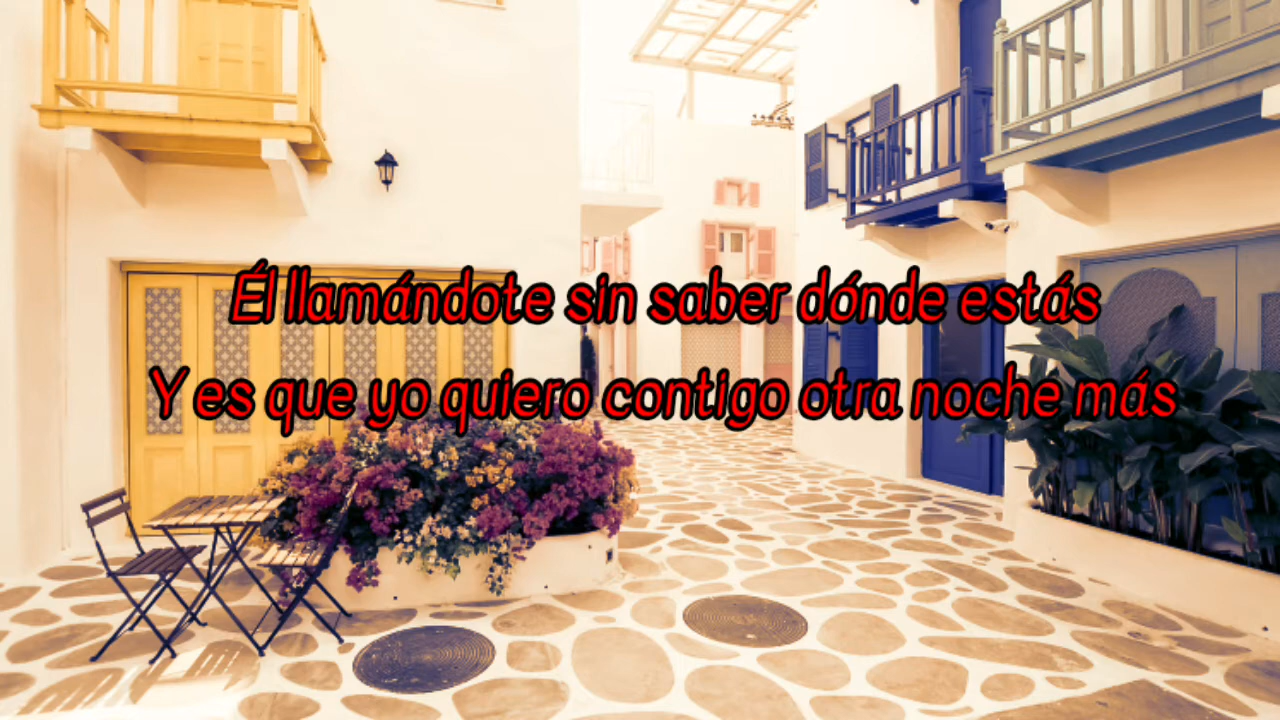 Él llamándote sin saber dónde estás
Y es que yo quiero contigo otra noche más